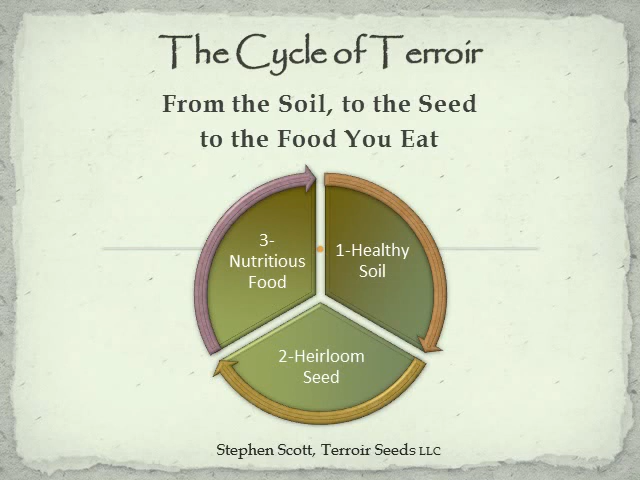 The Cycle of Terroir
From the Soil, to the Seed
to the Food You Eat
3-
Nutritious
Food
1-Healthy
Soil
2-Heirloom
Seed
Stephen Scott, Terroir Seeds LLC